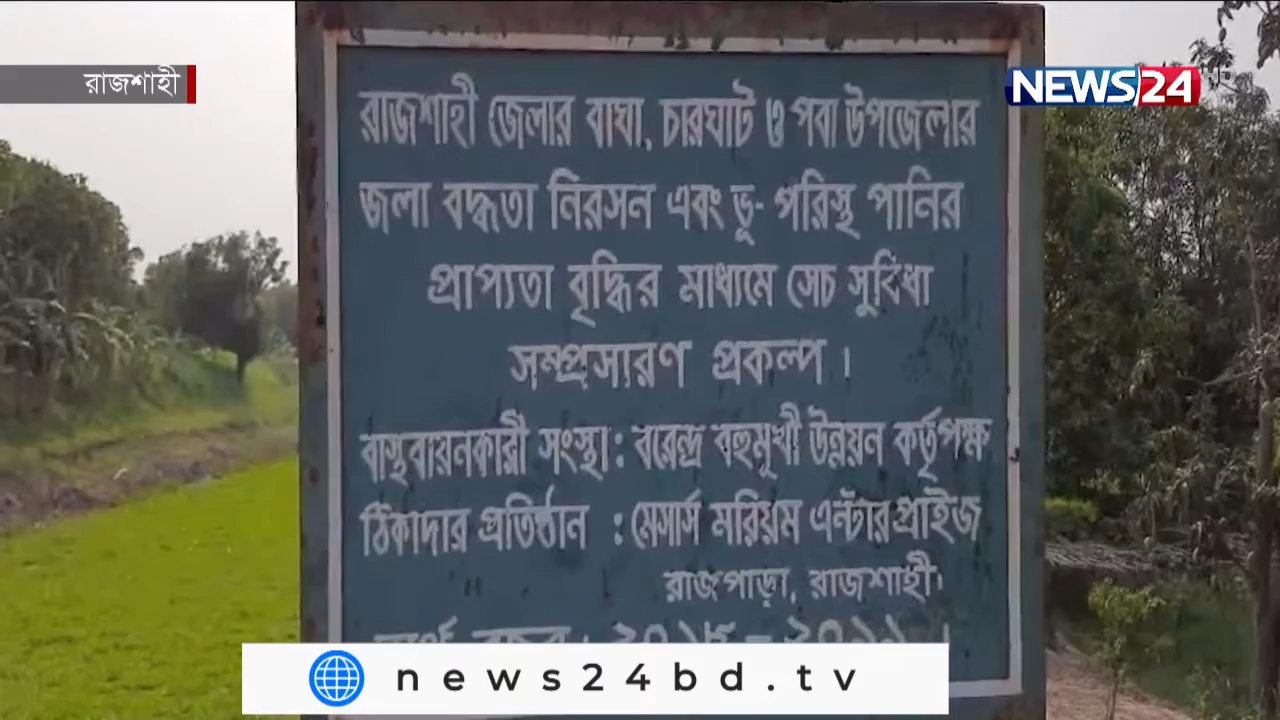 রাজশাহী
NEWS24
রাজশাহী জেলার বাঘা, চারঘাট ও পবা উপজেলার
জলা বদ্ধতা নিরসন এবং ভূ- পরিস্থ পানির
প্রাপ্যতা বৃদ্ধির মাধ্যমে সেচ সুবিধা
সম্প্রসারণ প্রকল্প ।
বাস্থবায়নকারী সংস্থা : বরেন্দ্র বহুমূখী উন্নয়ন কর্তৃপক্ষ
ঠিকাদার প্রতিষ্ঠান : মেসার্স মরিয়ম এন্টারপ্রাইজ
রাজপাড়া, রাজশাহী।
news24bd.tv